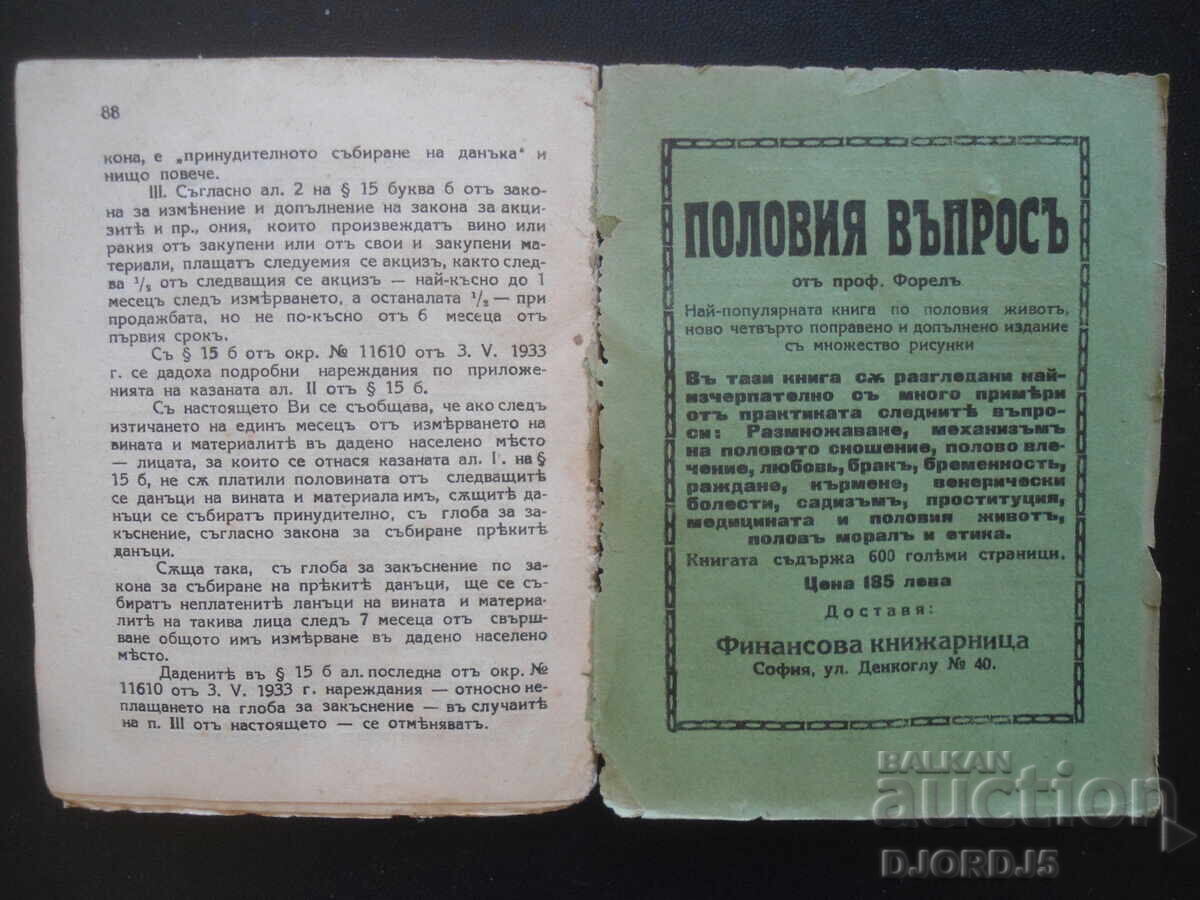 88
кона, е „принудителното събиране на данъка“ и
нищо повече.
III. Съгласно ал. 2 на § 15 буква б отъ зако-
на за измѣнение и допълнение на закона за акци-
зитѣ и пр., ония, които произвеждатъ вино или
ракия отъ закупени или отъ свои и закупени ма-
териали, плащатъ следуемия се акцизъ, както след-
ва ¹/₂ отъ следващия се акцизъ — най-късно до 1
месецъ следъ измѣрването, а останалата ¹/₂ — при
продажбата, но не по-късно отъ 6 месеца отъ
първия срокъ.
Съ § 15 б отъ окр. № 11610 отъ 3. V. 1933
г. се дадоха подробни нареждания по приложе-
нията на казаната ал. II отъ § 15 б.
Съ настоящето Ви се съобщава, че ако следъ
изтичането на единъ месецъ отъ измѣрването на
вината и материалитѣ въ дадено населено мѣсто
— лицата, за които се отнася казаната ал. I. на §
15 б, не сѫ платили половината отъ следващитѣ
се данъци на вината и материала имъ, сѫщитѣ да-
нъци се събиратъ принудително, съ глоба за за-
къснение, съгласно закона за събиране прѣкитѣ
данъци.
Сѫща така, съ глоба за закъснение по за-
кона за събиране на прѣкитѣ данъци, ще се съ-
биратъ неплатенитѣ ланъци на вината и материа-
литѣ на такива лица следъ 7 месеца отъ свърш-
ване общото имъ измѣрване въ дадено населено
мѣсто.
Даденитѣ въ § 15 б ал. последна отъ окр. №
11610 отъ 3. V. 1933 г. нареждания — относно не-
плащането на глоба за закъснение — въ случаитѣ
на п. III отъ настоящето — се отмѣняватъ.
ПОЛОВИЯ ВЪПРОСЪ
отъ проф. Форелъ
Най-популярната книга по половия животъ,
ново четвърто поправено и допълнено издание
съ множество рисунки
Въ тази книга сѫ разгледани най-
изчерпателно съ много примѣри
отъ практиката следнитѣ въпро-
си: Размножаване, механизъмъ
на половото сношение, полово вле-
чение, любовь, бракъ, бременность,
раждане, кърмене, венерически
болести, садизъмъ, проституция,
медицината и половия животъ,
половъ моралъ и етика.
Книгата съдържа 600 голѣми страници.
Цена 185 лева
Доставя:
Финансова книжарница
София, ул. Денкоглу № 40.
BALKAN
auction
DJORDJ5